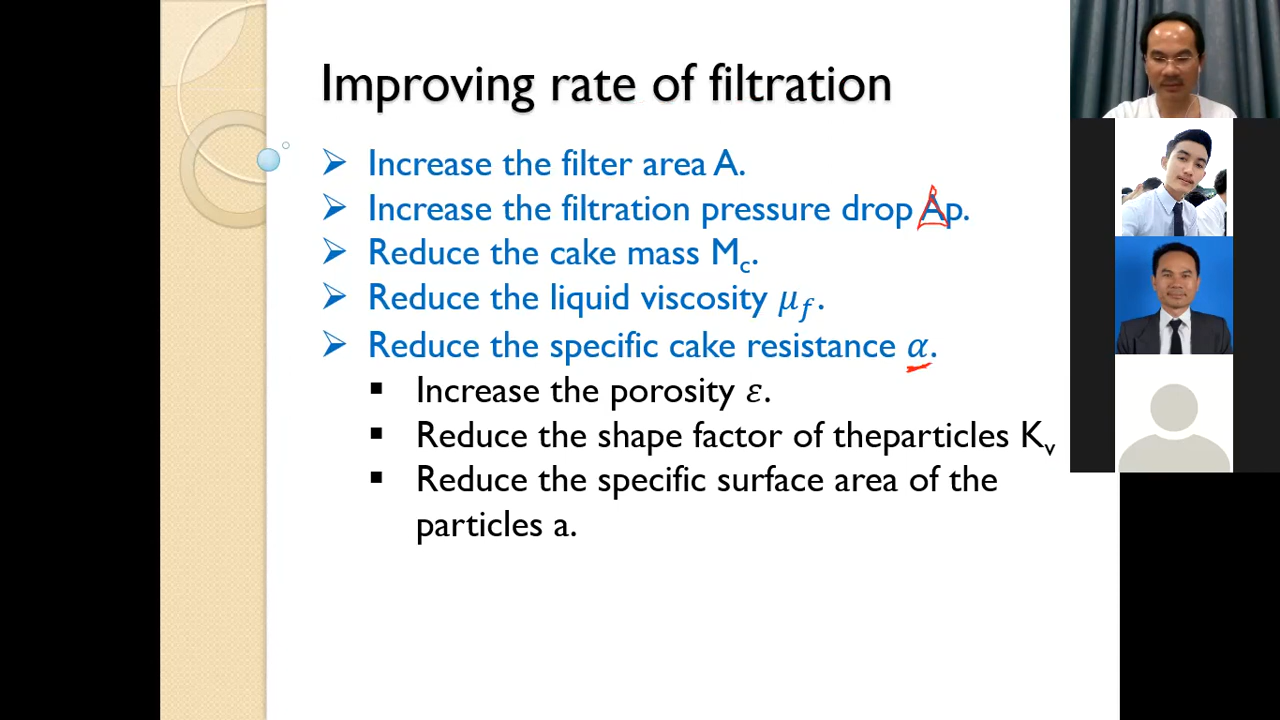 Improving rate of filtration
➢ Increase the filter area A.
➢ Increase the filtration pressure drop Ap.
➢ Reduce the cake mass Mc.
➢ Reduce the liquid viscosity μf.
➢ Reduce the specific cake resistance α.
▪ Increase the porosity ε.
▪ Reduce the shape factor of theparticles Kv
▪ Reduce the specific surface area of the
particles a.